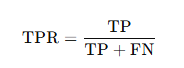 TPR = TP / (TP + FN)